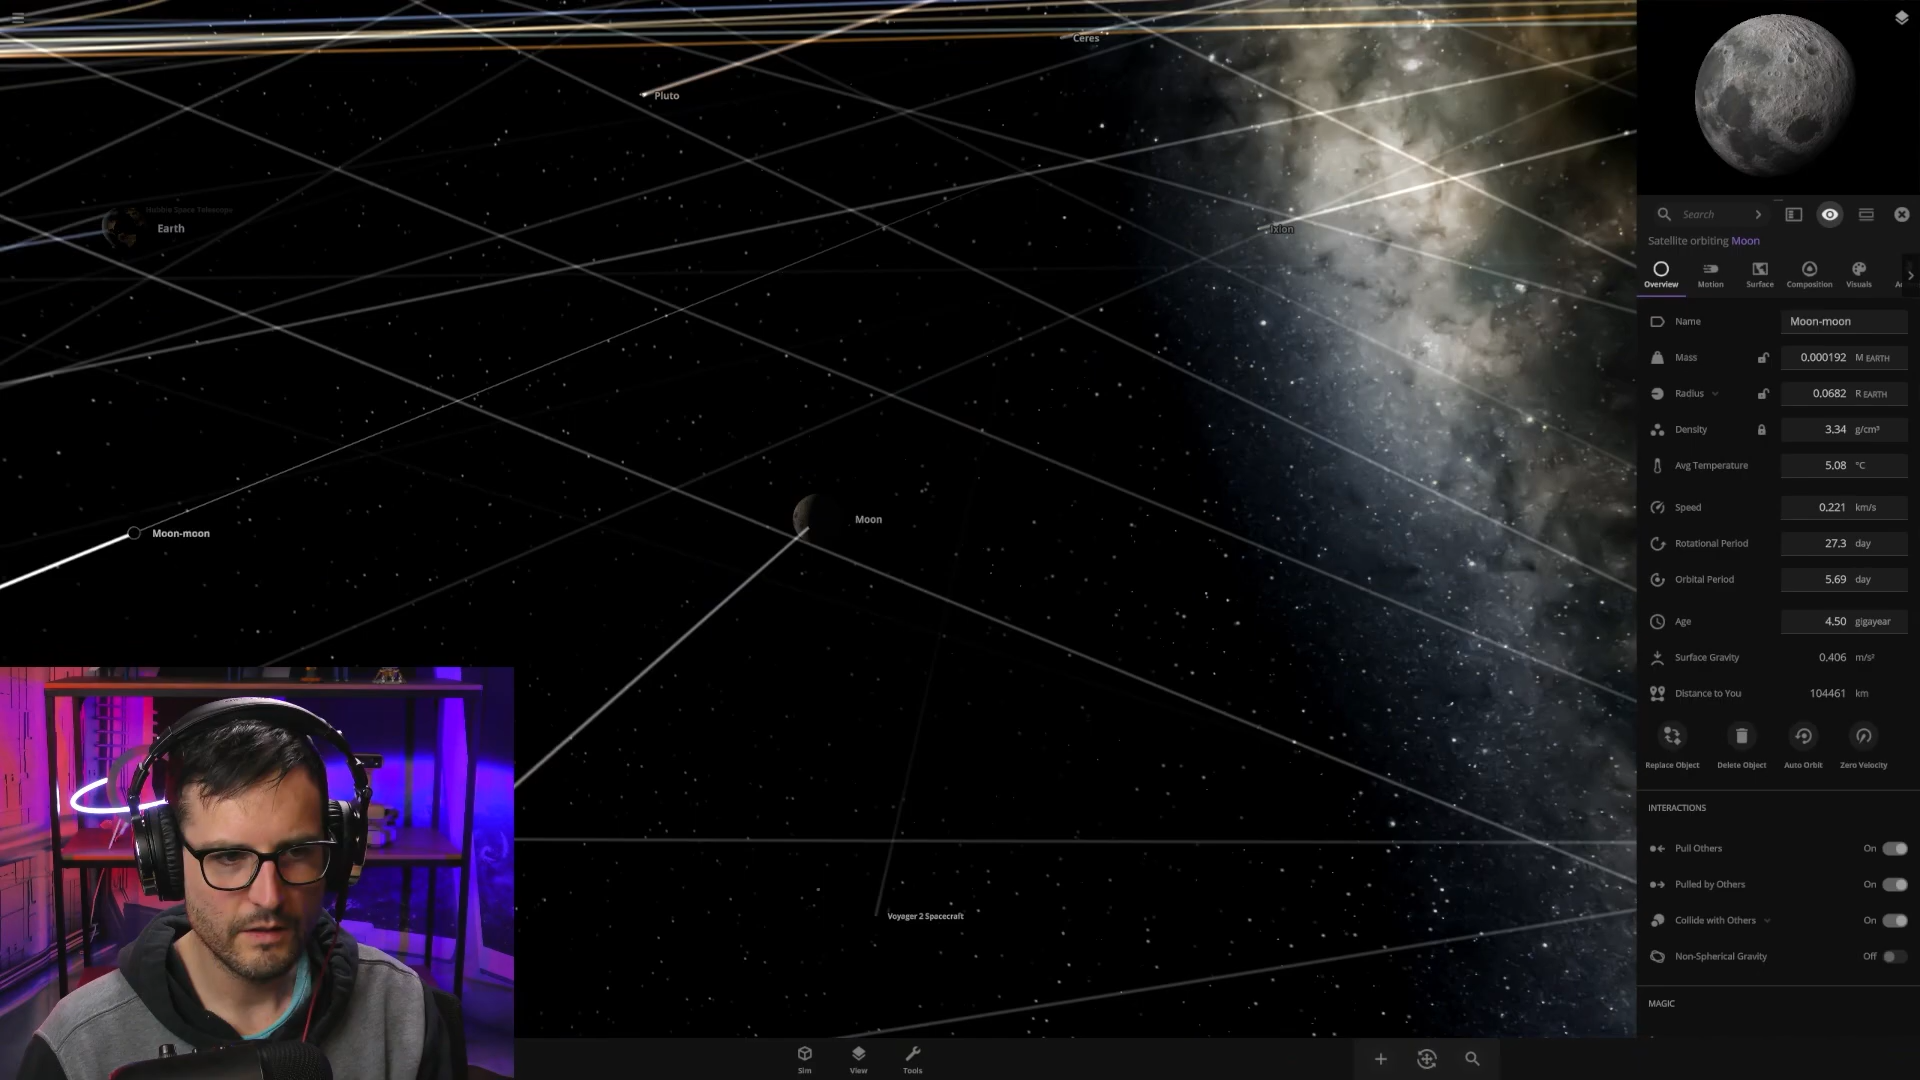 Ceres
Pluto
Hubble Space Telescope
Earth
Ixion
Moon-moon
Moon
Voyager 2 Spacecraft
Sim
View
Tools
Search
Satellite orbiting Moon
Overview
Motion
Surface
Composition
Visuals
Name Moon-moon
Mass 0.000192 M EARTH
Radius 0.0682 R EARTH
Density 3.34 g/cm³
Avg Temperature 5.08 °C
Speed 0.221 km/s
Rotational Period 27.3 day
Orbital Period 5.69 day
Age 4.50 gigayear
Surface Gravity 0.406 m/s²
Distance to You 104461 km
Replace Object
Delete Object
Auto Orbit
Zero Velocity
INTERACTIONS
Pull Others On
Pulled by Others On
Collide with Others On
Non-Spherical Gravity Off
MAGIC